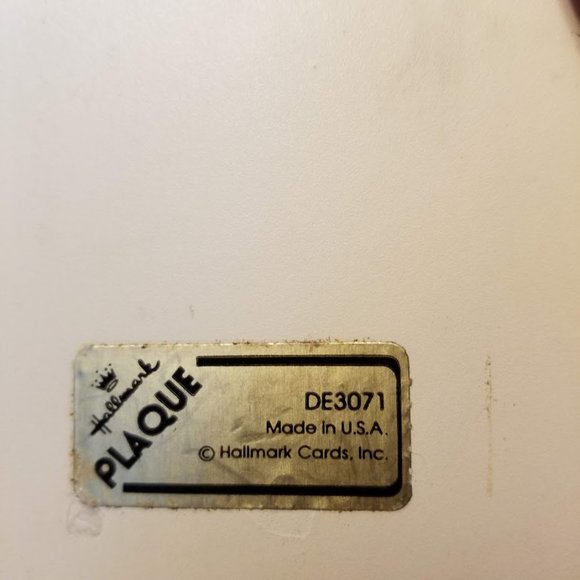 Hallmark
PLAQUE
DE3071
Made in U.S.A.
© Hallmark Cards, Inc.